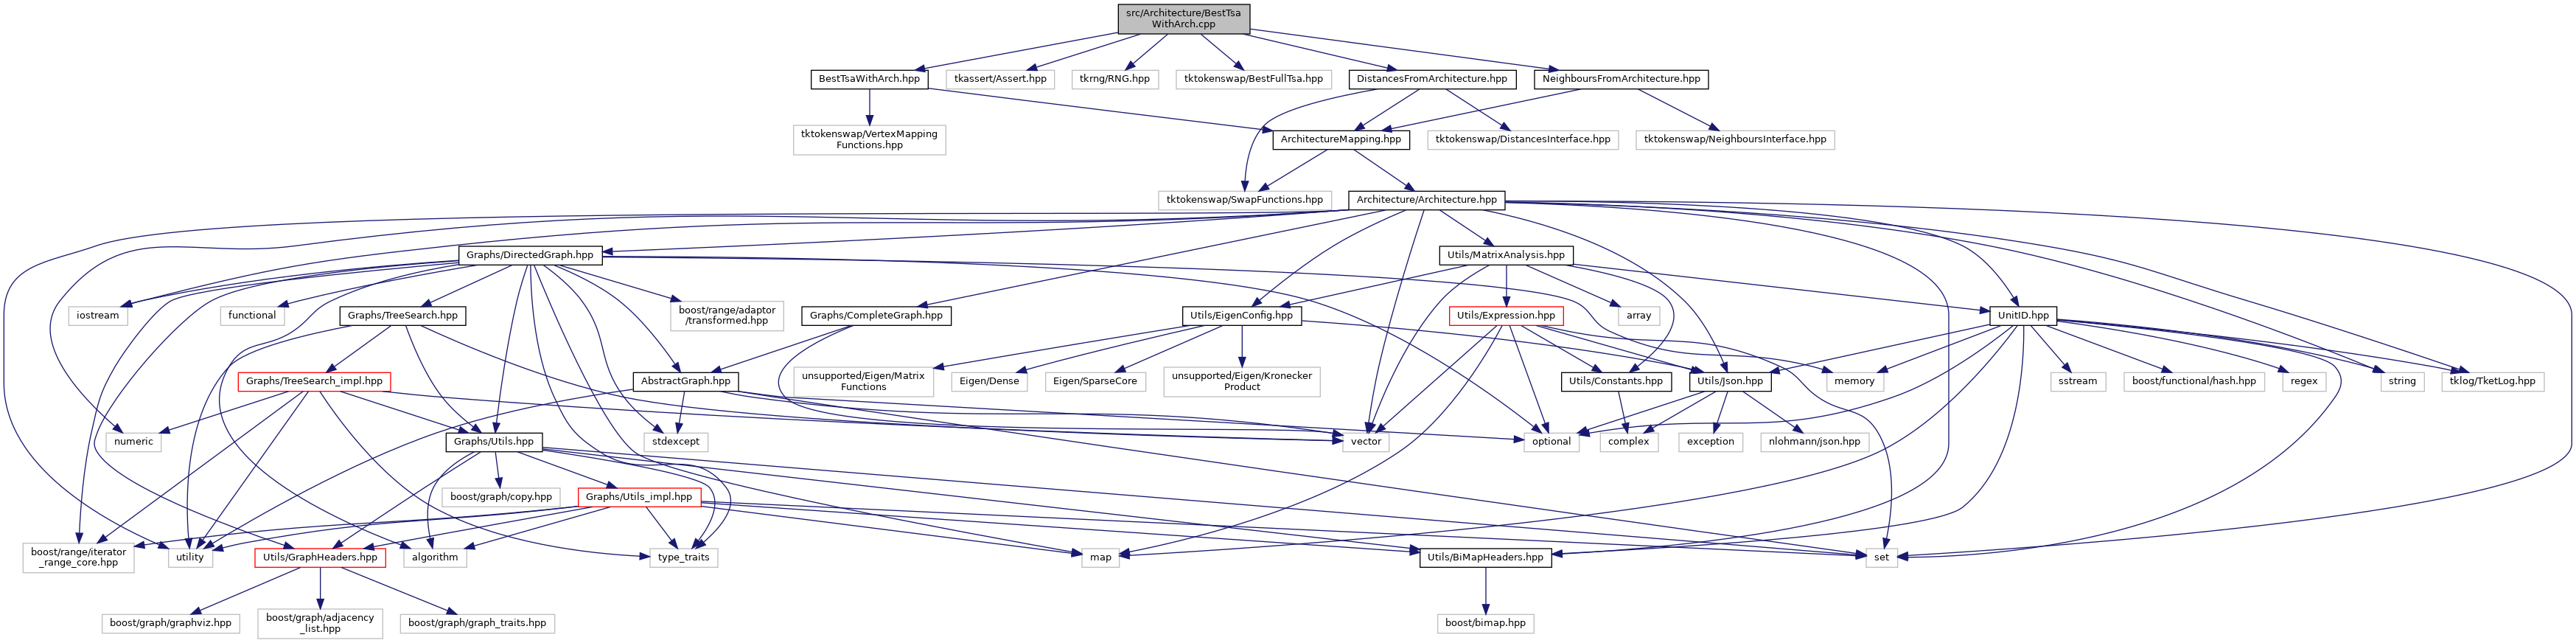 src/Architecture/BestTsa
WithArch.cpp
BestTsaWithArch.hpp
tkassert/Assert.hpp
tkrng/RNG.hpp
tktokenswap/BestFullTsa.hpp
DistancesFromArchitecture.hpp
NeighboursFromArchitecture.hpp
tktokenswap/VertexMapping
Functions.hpp
ArchitectureMapping.hpp
tktokenswap/DistancesInterface.hpp
tktokenswap/NeighboursInterface.hpp
tktokenswap/SwapFunctions.hpp
Architecture/Architecture.hpp
Graphs/DirectedGraph.hpp
Utils/MatrixAnalysis.hpp
iostream
functional
Graphs/TreeSearch.hpp
boost/range/adaptor
/transformed.hpp
Graphs/CompleteGraph.hpp
Utils/EigenConfig.hpp
Utils/Expression.hpp
array
UnitID.hpp
Graphs/TreeSearch_impl.hpp
AbstractGraph.hpp
unsupported/Eigen/Matrix
Functions
Eigen/Dense
Eigen/SparseCore
unsupported/Eigen/Kronecker
Product
Utils/Constants.hpp
Utils/Json.hpp
memory
sstream
boost/functional/hash.hpp
regex
string
tklog/TketLog.hpp
numeric
Graphs/Utils.hpp
stdexcept
vector
optional
complex
exception
nlohmann/json.hpp
boost/graph/copy.hpp
Graphs/Utils_impl.hpp
boost/range/iterator
_range_core.hpp
utility
Utils/GraphHeaders.hpp
algorithm
type_traits
map
Utils/BiMapHeaders.hpp
set
boost/graph/graphviz.hpp
boost/graph/adjacency
_list.hpp
boost/graph/graph_traits.hpp
boost/bimap.hpp